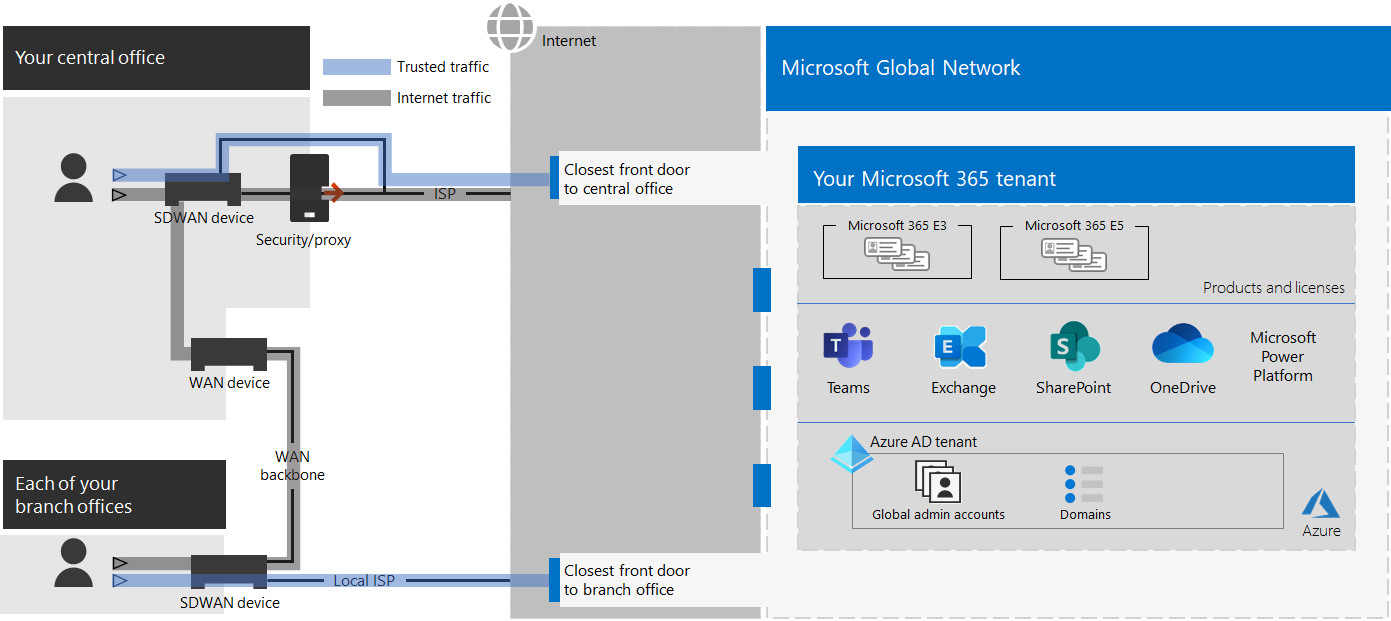 Your central office
Trusted traffic
Internet traffic
Internet
Microsoft Global Network
SDWAN device
Security/proxy
ISP
Closest front door
to central office
WAN device
WAN
backbone
Each of your
branch offices
SDWAN device
Local ISP
Closest front door
to branch office
Your Microsoft 365 tenant
Microsoft 365 E3
Microsoft 365 E5
Products and licenses
T
Teams
E
Exchange
S
SharePoint
OneDrive
Microsoft
Power
Platform
Azure AD tenant
Global admin accounts
Domains
Azure